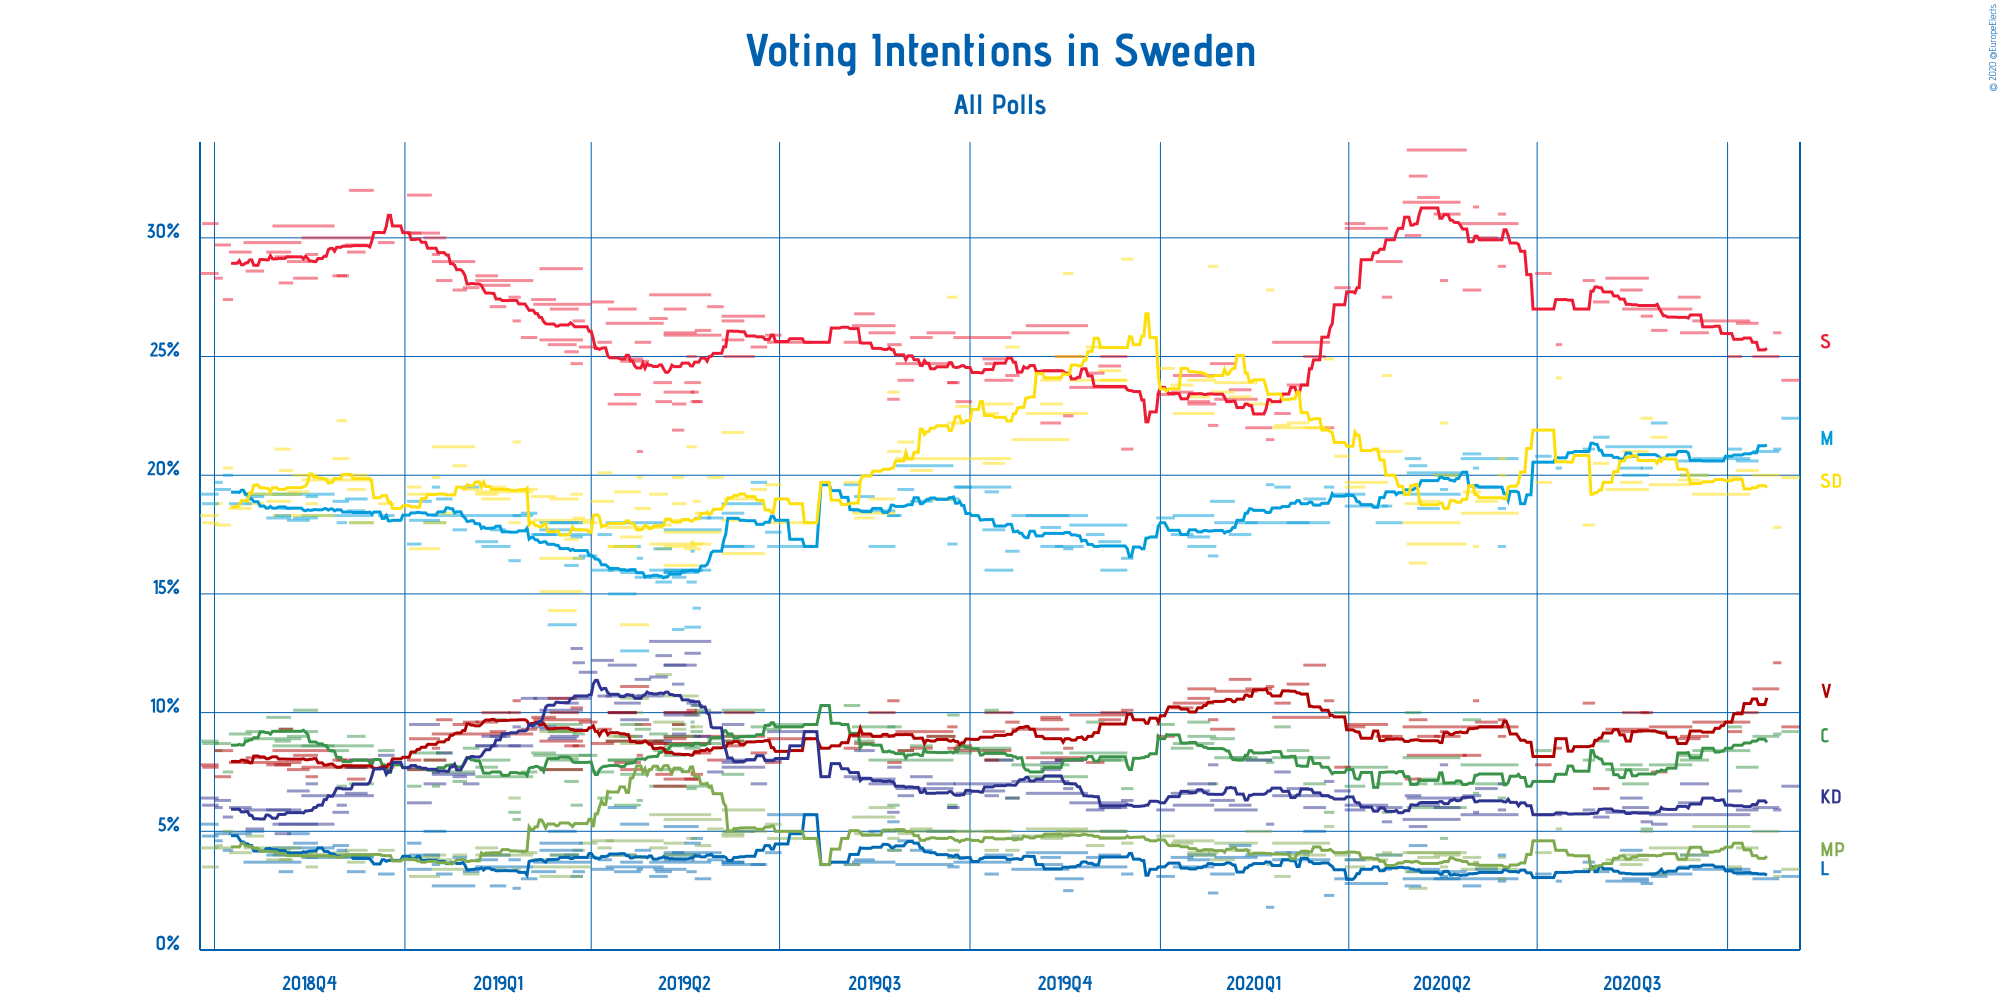 Voting Intentions in Sweden
All Polls
© 2020 @EuropeElects
30%
25%
20%
15%
10%
5%
0%
S
M
SD
V
C
KD
MP
L
2018Q4 2019Q1 2019Q2 2019Q3 2019Q4 2020Q1 2020Q2 2020Q3